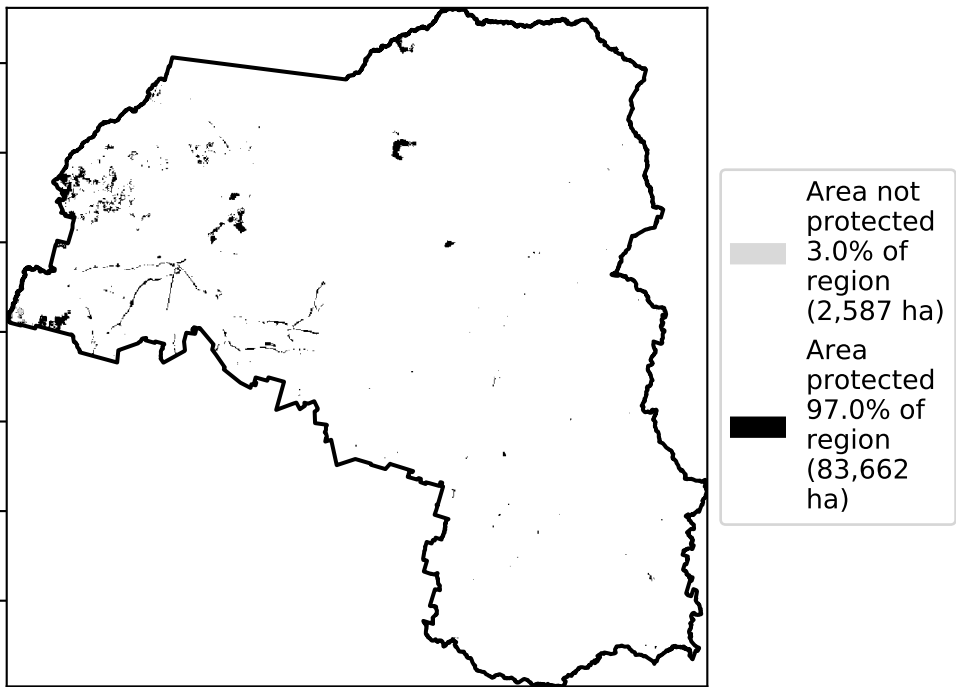 Area not
protected
3.0% of
region
(2,587 ha)
Area
protected
97.0% of
region
(83,662
ha)